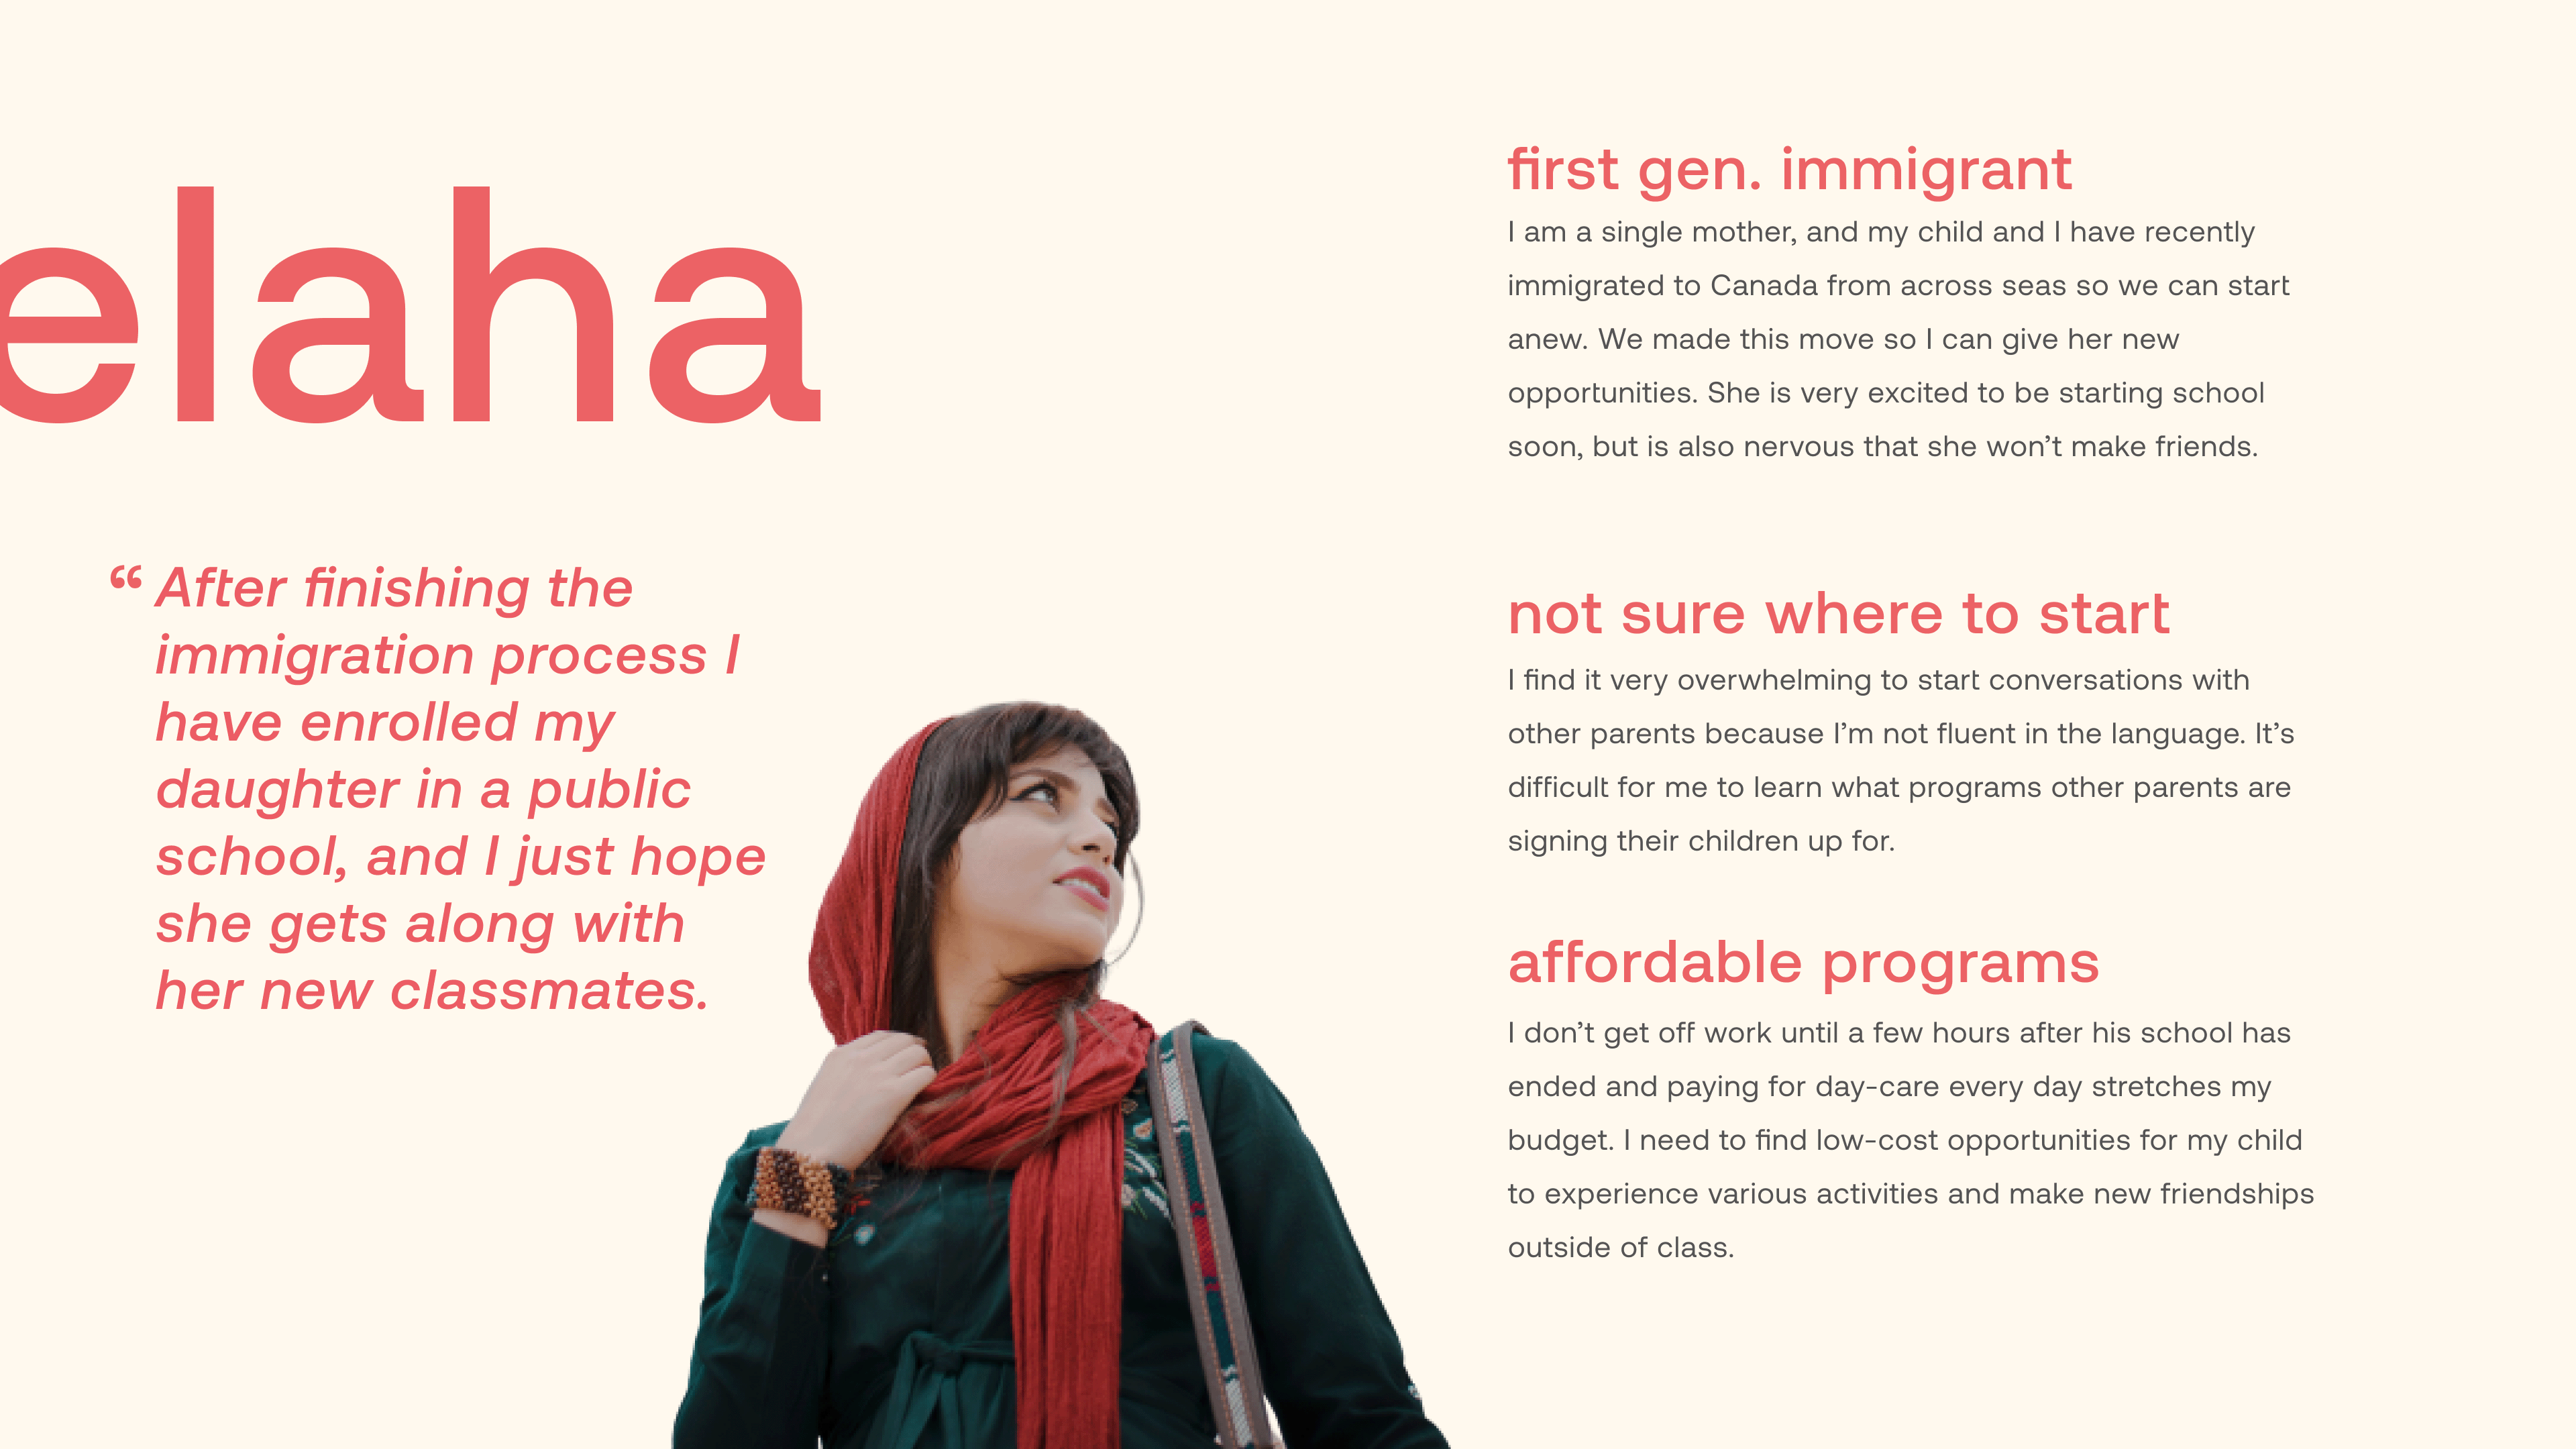 elaha
“ After finishing the
immigration process I
have enrolled my
daughter in a public
school, and I just hope
she gets along with
her new classmates.
first gen. immigrant
I am a single mother, and my child and I have recently
immigrated to Canada from across seas so we can start
anew. We made this move so I can give her new
opportunities. She is very excited to be starting school
soon, but is also nervous that she won’t make friends.
not sure where to start
I find it very overwhelming to start conversations with
other parents because I’m not fluent in the language. It’s
difficult for me to learn what programs other parents are
signing their children up for.
affordable programs
I don’t get off work until a few hours after his school has
ended and paying for day-care every day stretches my
budget. I need to find low-cost opportunities for my child
to experience various activities and make new friendships
outside of class.